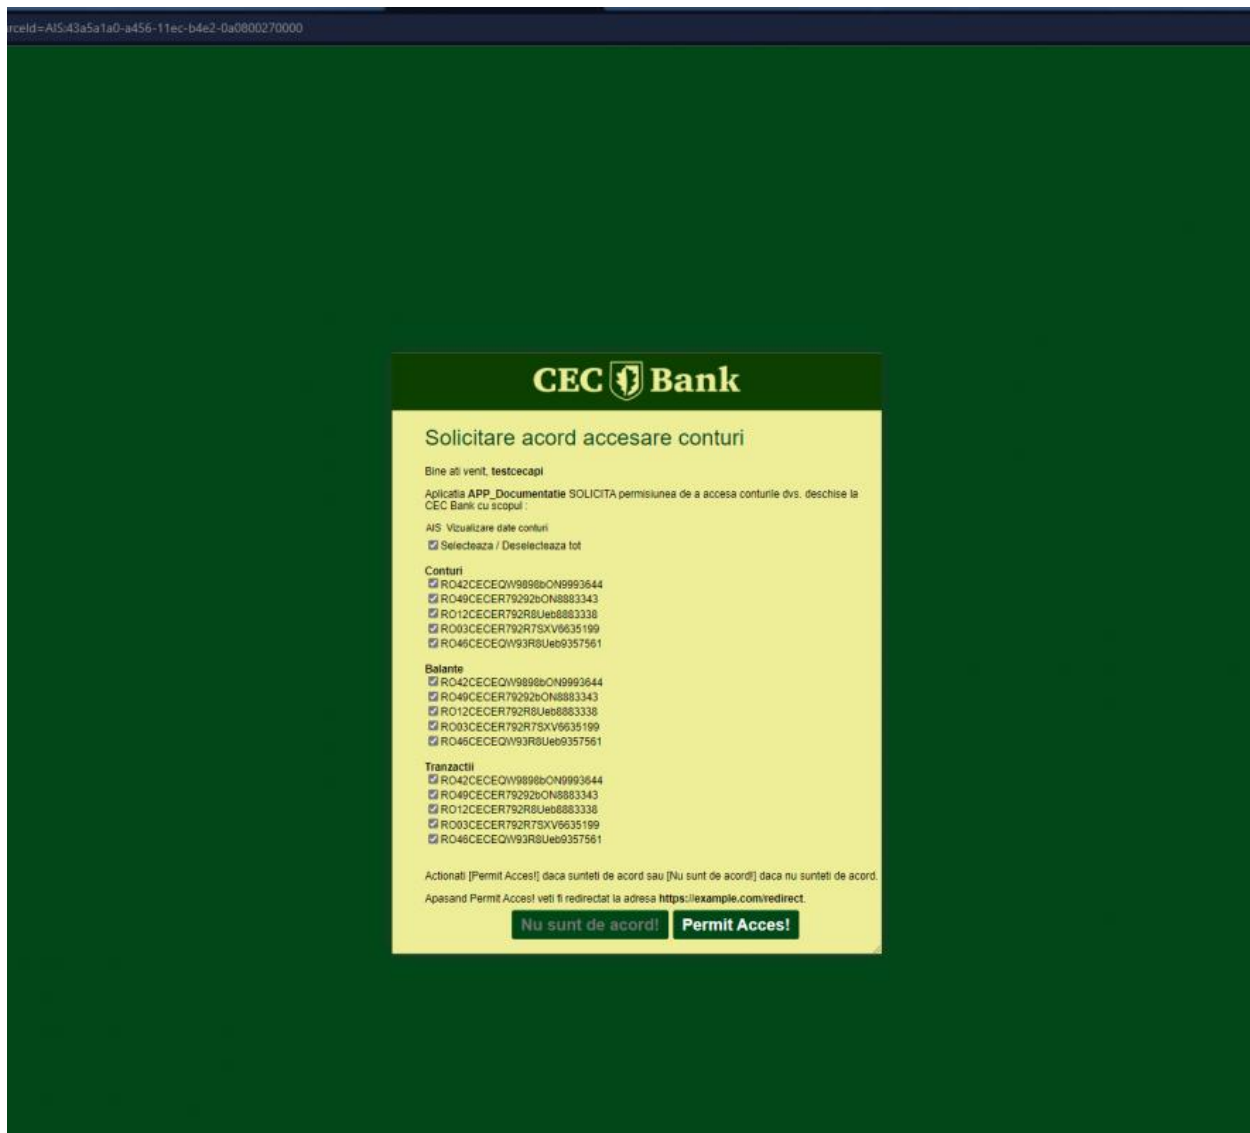 rceId=AIS:43a5a1a0-a456-11ec-b4e2-0a0800270000
CEC Bank
Solicitare acord accesare conturi
Bine ati venit, testcecapi
Aplicatia APP_Documentatie SOLICITA permisiunea de a accesa conturile dvs. deschise la
CEC Bank cu scopul :
AIS Vizualizare date conturi
Selecteaza / Deselecteaza tot
Conturi
RO42CECEQW9898bON9993644
RO49CECER79292bON8883343
RO12CECER792R8Ueb8883338
RO03CECER792R7SXV6635199
RO46CECEQW93R8Ueb9357561
Balante
RO42CECEQW9898bON9993644
RO49CECER79292bON8883343
RO12CECER792R8Ueb8883338
RO03CECER792R7SXV6635199
RO46CECEQW93R8Ueb9357561
Tranzactii
RO42CECEQW9898bON9993644
RO49CECER79292bON8883343
RO12CECER792R8Ueb8883338
RO03CECER792R7SXV6635199
RO46CECEQW93R8Ueb9357561
Actionati [Permit Acces!] daca sunteti de acord sau [Nu sunt de acord!] daca nu sunteti de acord.
Apasand Permit Acces! veti fi redirectat la adresa https://example.com/redirect.
Nu sunt de acord! Permit Acces!